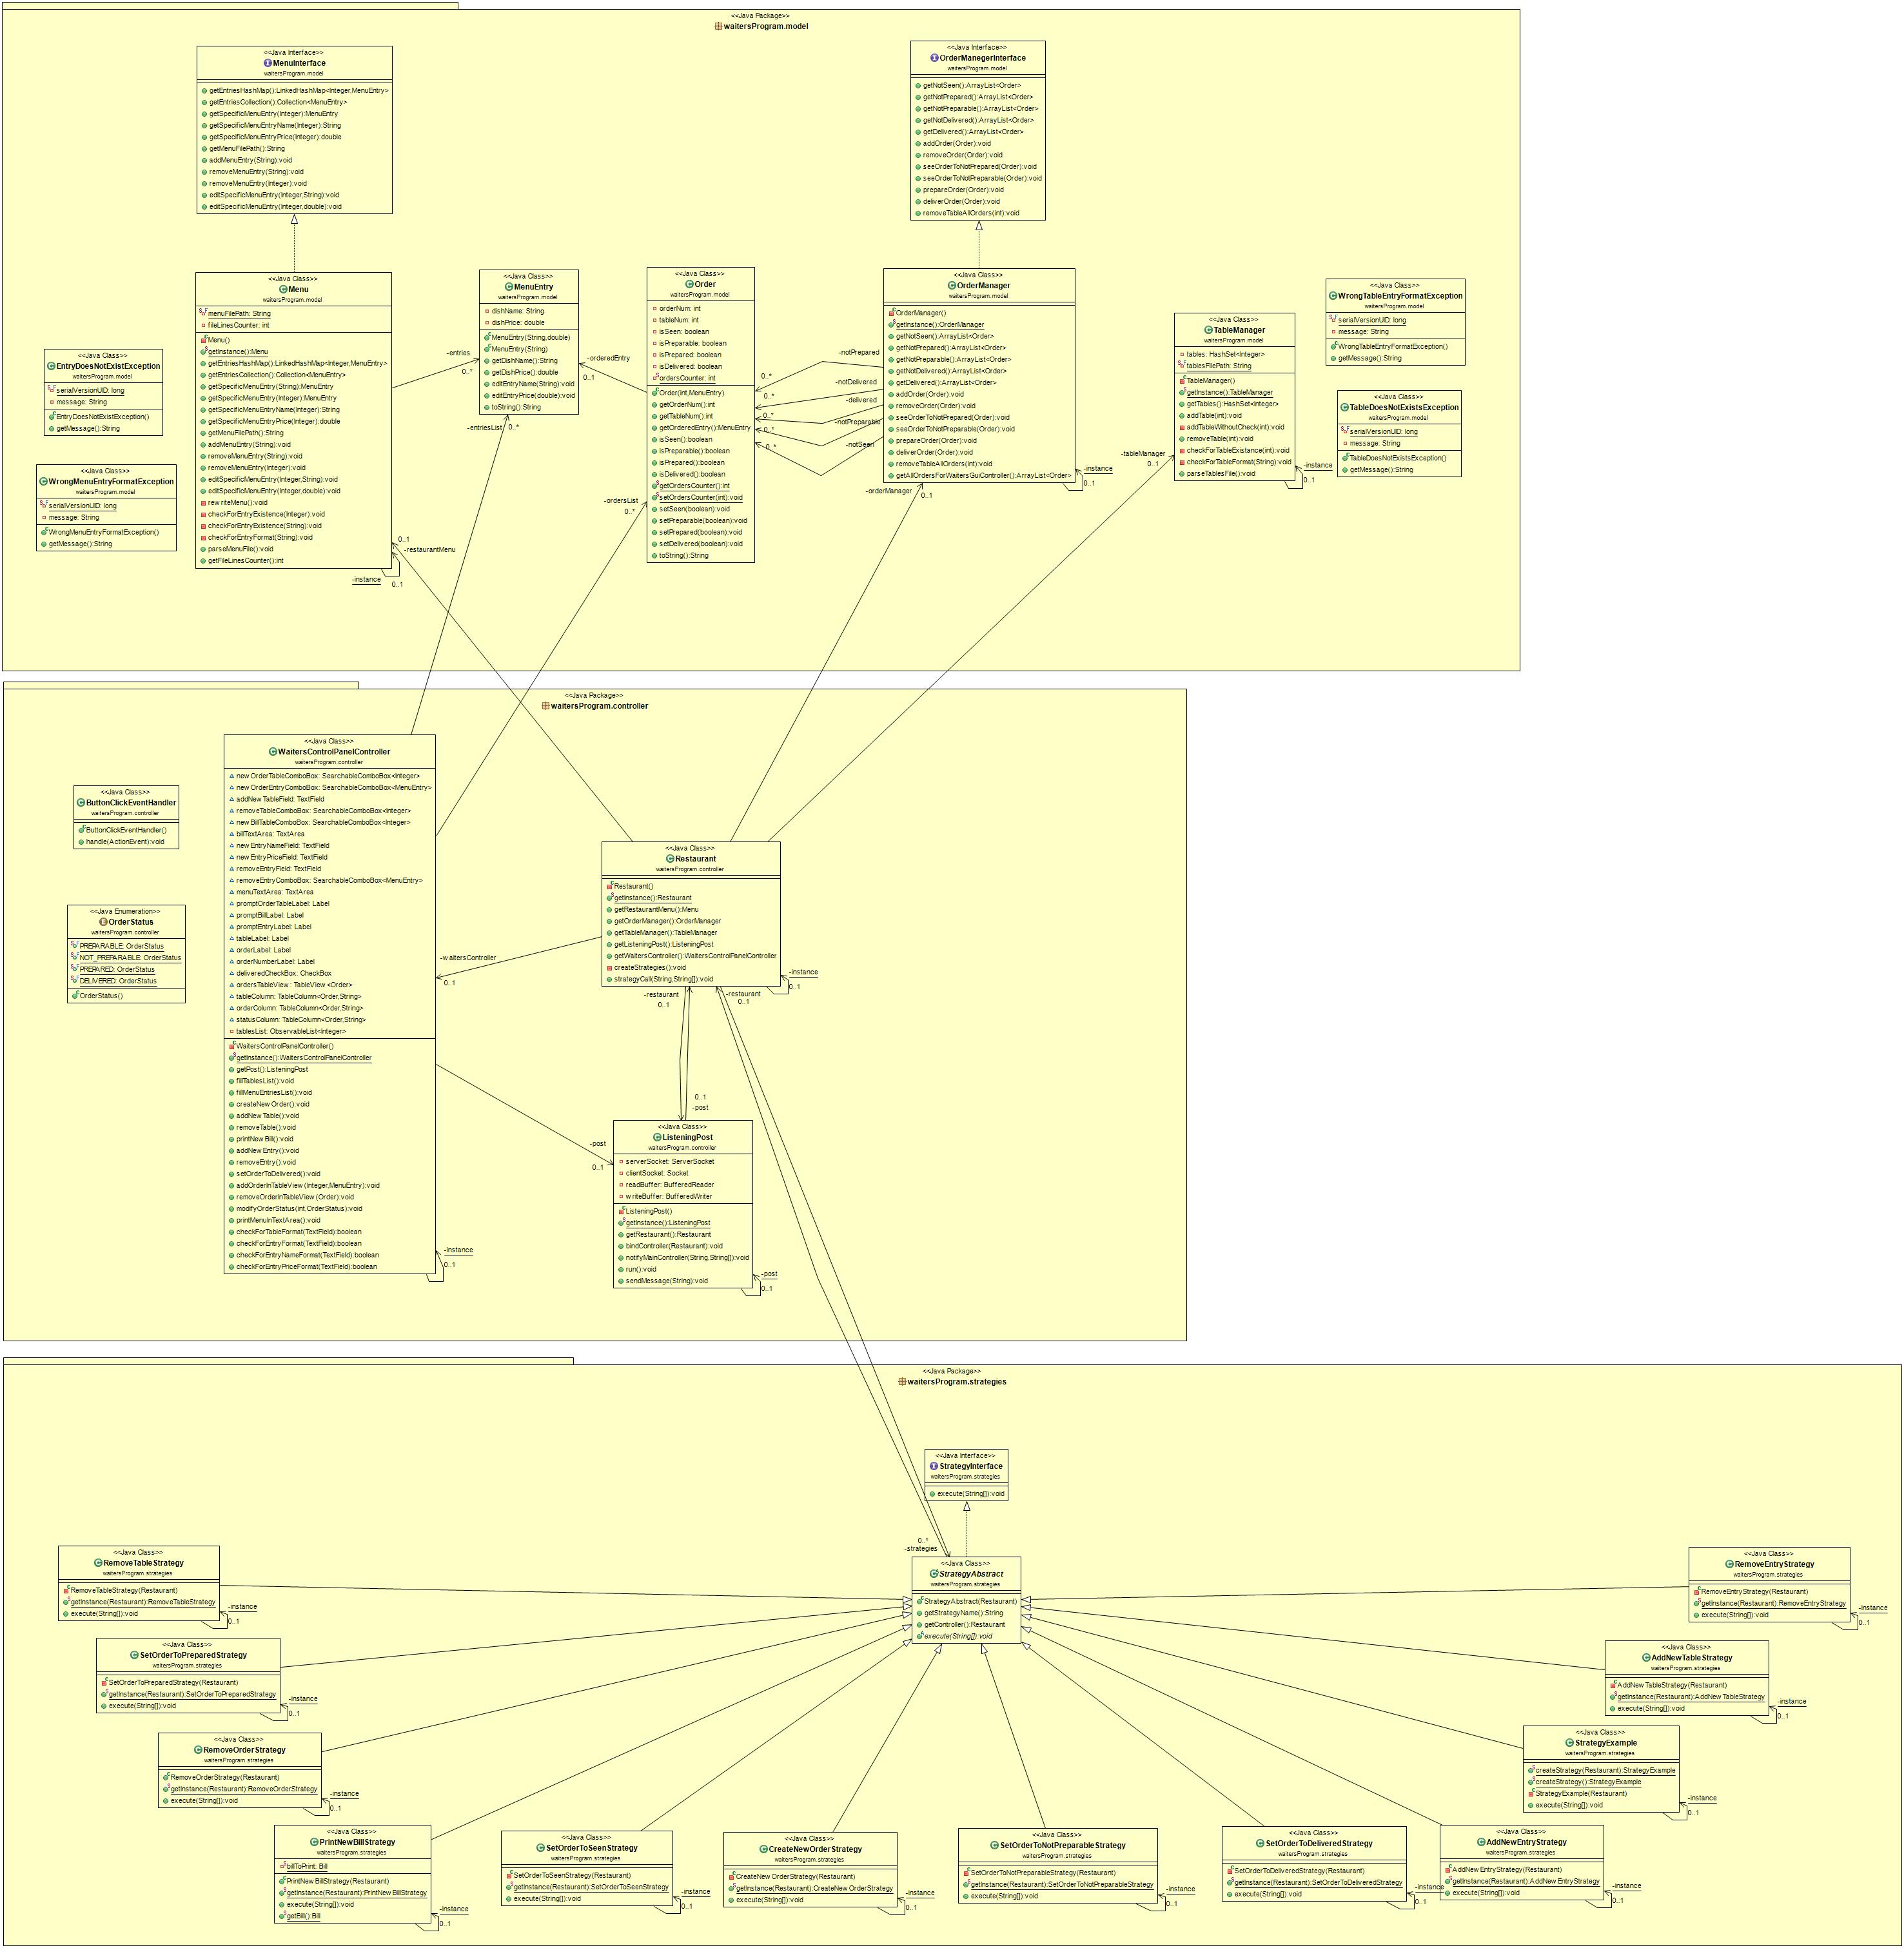 <<Java Package>>
waitersProgram.model
<<Java Interface>>
MenuInterface
waitersProgram.model
getEntriesHashMap():LinkedHashMap<Integer,MenuEntry>
getEntriesCollection():Collection<MenuEntry>
getSpecificMenuEntry(Integer):MenuEntry
getSpecificMenuEntryName(Integer):String
getSpecificMenuEntryPrice(Integer):double
getMenuFilePath():String
addMenuEntry(String):void
removeMenuEntry(String):void
removeMenuEntry(Integer):void
editSpecificMenuEntry(Integer,String):void
editSpecificMenuEntry(Integer,double):void
<<Java Interface>>
OrderManegerInterface
waitersProgram.model
getNotSeen():ArrayList<Order>
getNotPrepared():ArrayList<Order>
getNotPreparable():ArrayList<Order>
getNotDelivered():ArrayList<Order>
getDelivered():ArrayList<Order>
addOrder(Order):void
removeOrder(Order):void
seeOrderToNotPrepared(Order):void
seeOrderToNotPreparable(Order):void
prepareOrder(Order):void
deliverOrder(Order):void
removeTableAllOrders(int):void
<<Java Class>>
EntryDoesNotExistException
waitersProgram.model
serialVersionUID: long
message: String
EntryDoesNotExistException()
getMessage():String
<<Java Class>>
WrongMenuEntryFormatException
waitersProgram.model
serialVersionUID: long
message: String
WrongMenuEntryFormatException()
getMessage():String
<<Java Class>>
Menu
waitersProgram.model
menuFilePath: String
fileLinesCounter: int
Menu()
getInstance():Menu
getEntriesHashMap():LinkedHashMap<Integer,MenuEntry>
getEntriesCollection():Collection<MenuEntry>
getSpecificMenuEntry(String):MenuEntry
getSpecificMenuEntry(Integer):MenuEntry
getSpecificMenuEntryName(Integer):String
getSpecificMenuEntryPrice(Integer):double
getMenuFilePath():String
addMenuEntry(String):void
removeMenuEntry(String):void
removeMenuEntry(Integer):void
editSpecificMenuEntry(Integer,String):void
editSpecificMenuEntry(Integer,double):void
rewriteMenu():void
checkForEntryExistence(Integer):void
checkForEntryExistence(String):void
checkForEntryFormat(String):void
parseMenuFile():void
getFileLinesCounter():int
-instance
0..1
0..1
-restaurantMenu
-entries
0..*
<<Java Class>>
MenuEntry
waitersProgram.model
dishName: String
dishPrice: double
MenuEntry(String,double)
MenuEntry(String)
getDishName():String
getDishPrice():double
editEntryName(String):void
editEntryPrice(double):void
toString():String
-entriesList
0..*
-orderedEntry
0..1
<<Java Class>>
Order
waitersProgram.model
orderNum: int
tableNum: int
isSeen: boolean
isPreparable: boolean
isPrepared: boolean
isDelivered: boolean
ordersCounter: int
Order(int,MenuEntry)
getOrderNum():int
getTableNum():int
getOrderedEntry():MenuEntry
isSeen():boolean
isPreparable():boolean
isPrepared():boolean
isDelivered():boolean
getOrdersCounter():int
setOrdersCounter(int):void
setSeen(boolean):void
setPreparable(boolean):void
setPrepared(boolean):void
setDelivered(boolean):void
toString():String
-ordersList
0..*
-notPrepared
0..*
-notDelivered
0..*
-delivered
0..*
-notPreparable
0..*
-notSeen
0..*
<<Java Class>>
OrderManager
waitersProgram.model
OrderManager()
getInstance():OrderManager
getNotSeen():ArrayList<Order>
getNotPrepared():ArrayList<Order>
getNotPreparable():ArrayList<Order>
getNotDelivered():ArrayList<Order>
getDelivered():ArrayList<Order>
addOrder(Order):void
removeOrder(Order):void
seeOrderToNotPrepared(Order):void
seeOrderToNotPreparable(Order):void
prepareOrder(Order):void
deliverOrder(Order):void
removeTableAllOrders(int):void
getAllOrdersForWaitersGuiController():ArrayList<Order>
-instance
0..1
-orderManager
0..1
<<Java Class>>
TableManager
waitersProgram.model
tables: HashSet<Integer>
tablesFilePath: String
TableManager()
getInstance():TableManager
getTables():HashSet<Integer>
addTable(int):void
addTableWithoutCheck(int):void
removeTable(int):void
checkForTableExistence(int):void
checkForTableFormat(String):void
parseTablesFile():void
-tableManager
0..1
-instance
0..1
<<Java Class>>
WrongTableEntryFormatException
waitersProgram.model
serialVersionUID: long
message: String
WrongTableEntryFormatException()
getMessage():String
<<Java Class>>
TableDoesNotExistsException
waitersProgram.model
serialVersionUID: long
message: String
TableDoesNotExistsException()
getMessage():String
<<Java Package>>
waitersProgram.controller
<<Java Class>>
ButtonClickEventHandler
waitersProgram.controller
ButtonClickEventHandler()
handle(ActionEvent):void
<<Java Enumeration>>
OrderStatus
waitersProgram.controller
PREPARABLE: OrderStatus
NOT_PREPARABLE: OrderStatus
PREPARED: OrderStatus
DELIVERED: OrderStatus
OrderStatus()
<<Java Class>>
WaitersControlPanelController
waitersProgram.controller
newOrderTableComboBox: SearchableComboBox<Integer>
newOrderEntryComboBox: SearchableComboBox<MenuEntry>
addNewTableField: TextField
removeTableComboBox: SearchableComboBox<Integer>
newBillTableComboBox: SearchableComboBox<Integer>
billTextArea: TextArea
newEntryNameField: TextField
newEntryPriceField: TextField
removeEntryField: TextField
removeEntryComboBox: SearchableComboBox<MenuEntry>
menuTextArea: TextArea
promptOrderTableLabel: Label
promptBillLabel: Label
promptEntryLabel: Label
tableLabel: Label
orderLabel: Label
orderNumberLabel: Label
deliveredCheckBox: CheckBox
ordersTableView: TableView<Order>
tableColumn: TableColumn<Order,String>
orderColumn: TableColumn<Order,String>
statusColumn: TableColumn<Order,String>
tablesList: ObservableList<Integer>
WaitersControlPanelController()
getInstance():WaitersControlPanelController
getPost():ListeningPost
fillTablesList():void
fillMenuEntriesList():void
createNewOrder():void
addNewTable():void
removeTable():void
printNewBill():void
addNewEntry():void
removeEntry():void
setOrderToDelivered():void
addOrderInTableView(Integer,MenuEntry):void
removeOrderInTableView(Order):void
modifyOrderStatus(int,OrderStatus):void
printMenuInTextArea():void
checkForTableFormat(TextField):boolean
checkForEntryFormat(TextField):boolean
checkForEntryNameFormat(TextField):boolean
checkForEntryPriceFormat(TextField):boolean
-instance
0..1
-waitersController
0..1
<<Java Class>>
Restaurant
waitersProgram.controller
Restaurant()
getInstance():Restaurant
getRestaurantMenu():Menu
getOrderManager():OrderManager
getTableManager():TableManager
getListeningPost():ListeningPost
getWaitersController():WaitersControlPanelController
createStrategies():void
strategyCall(String,String[]):void
-instance
0..1
-restaurant
0..1
-restaurant
0..1
0..1
-post
-post
0..1
<<Java Class>>
ListeningPost
waitersProgram.controller
serverSocket: ServerSocket
clientSocket: Socket
readBuffer: BufferedReader
writeBuffer: BufferedWriter
ListeningPost()
getInstance():ListeningPost
getRestaurant():Restaurant
bindController(Restaurant):void
notifyMainController(String,String[]):void
run():void
sendMessage(String):void
-post
0..1
<<Java Package>>
waitersProgram.strategies
<<Java Interface>>
StrategyInterface
waitersProgram.strategies
execute(String[]):void
0..*
-strategies
<<Java Class>>
StrategyAbstract
waitersProgram.strategies
StrategyAbstract(Restaurant)
getStrategyName():String
getController():Restaurant
execute(String[]):void
<<Java Class>>
RemoveTableStrategy
waitersProgram.strategies
RemoveTableStrategy(Restaurant)
getInstance(Restaurant):RemoveTableStrategy
execute(String[]):void
-instance
0..1
<<Java Class>>
RemoveEntryStrategy
waitersProgram.strategies
RemoveEntryStrategy(Restaurant)
getInstance(Restaurant):RemoveEntryStrategy
execute(String[]):void
-instance
0..1
<<Java Class>>
SetOrderToPreparedStrategy
waitersProgram.strategies
SetOrderToPreparedStrategy(Restaurant)
getInstance(Restaurant):SetOrderToPreparedStrategy
execute(String[]):void
-instance
0..1
<<Java Class>>
AddNewTableStrategy
waitersProgram.strategies
AddNewTableStrategy(Restaurant)
getInstance(Restaurant):AddNewTableStrategy
execute(String[]):void
-instance
0..1
<<Java Class>>
RemoveOrderStrategy
waitersProgram.strategies
RemoveOrderStrategy(Restaurant)
getInstance(Restaurant):RemoveOrderStrategy
execute(String[]):void
-instance
0..1
<<Java Class>>
StrategyExample
waitersProgram.strategies
createStrategy(Restaurant):StrategyExample
createStrategy():StrategyExample
StrategyExample(Restaurant)
execute(String[]):void
-instance
0..1
<<Java Class>>
PrintNewBillStrategy
waitersProgram.strategies
billToPrint: Bill
PrintNewBillStrategy(Restaurant)
getInstance(Restaurant):PrintNewBillStrategy
execute(String[]):void
getBill():Bill
-instance
0..1
<<Java Class>>
SetOrderToSeenStrategy
waitersProgram.strategies
SetOrderToSeenStrategy(Restaurant)
getInstance(Restaurant):SetOrderToSeenStrategy
execute(String[]):void
-instance
0..1
<<Java Class>>
CreateNewOrderStrategy
waitersProgram.strategies
CreateNewOrderStrategy(Restaurant)
getInstance(Restaurant):CreateNewOrderStrategy
execute(String[]):void
-instance
0..1
<<Java Class>>
SetOrderToNotPreparableStrategy
waitersProgram.strategies
SetOrderToNotPreparableStrategy(Restaurant)
getInstance(Restaurant):SetOrderToNotPreparableStrategy
execute(String[]):void
-instance
0..1
<<Java Class>>
SetOrderToDeliveredStrategy
waitersProgram.strategies
SetOrderToDeliveredStrategy(Restaurant)
getInstance(Restaurant):SetOrderToDeliveredStrategy
execute(String[]):void
-instance
0..1
<<Java Class>>
AddNewEntryStrategy
waitersProgram.strategies
AddNewEntryStrategy(Restaurant)
getInstance(Restaurant):AddNewEntryStrategy
execute(String[]):void
-instance
0..1